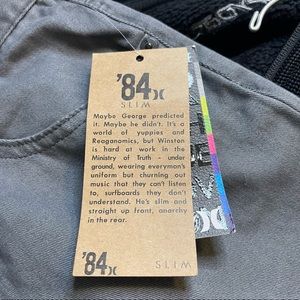 '84
SLIM
Maybe George predicted
it. Maybe he didn't. It's a
world of yuppies and
Reaganomics, but Winston
is hard at work in the
Ministry of Truth - under
ground, wearing everyman's
uniform but churning out
music that they can't listen
to, surfboards they don't
understand. He's slim and
straight up front, anarchy
in the rear.
'84
SLIM